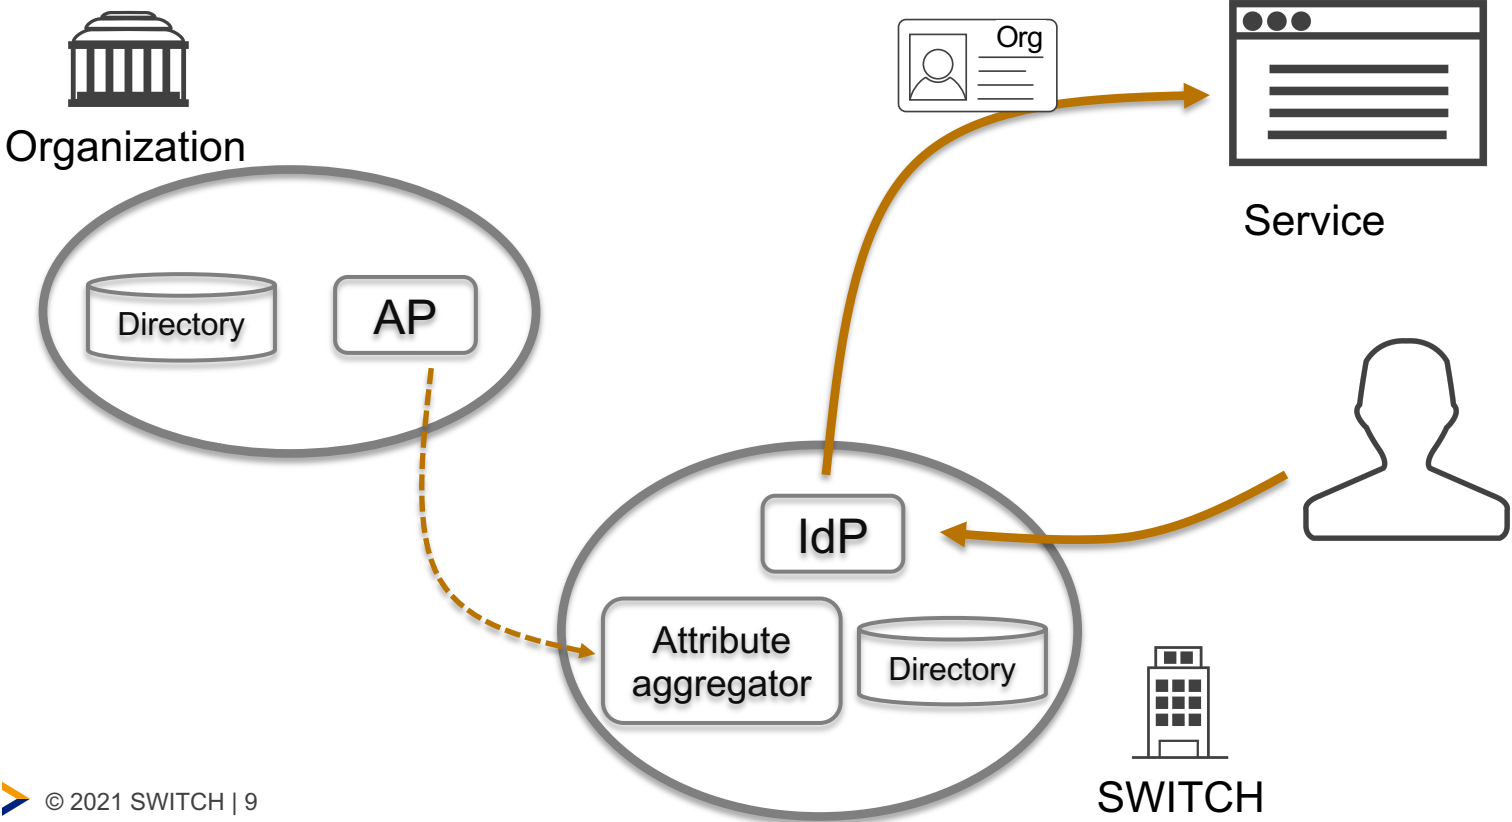 Organization
Directory
AP
Org
Service
IdP
Attribute
aggregator
Directory
SWITCH
© 2021 SWITCH | 9